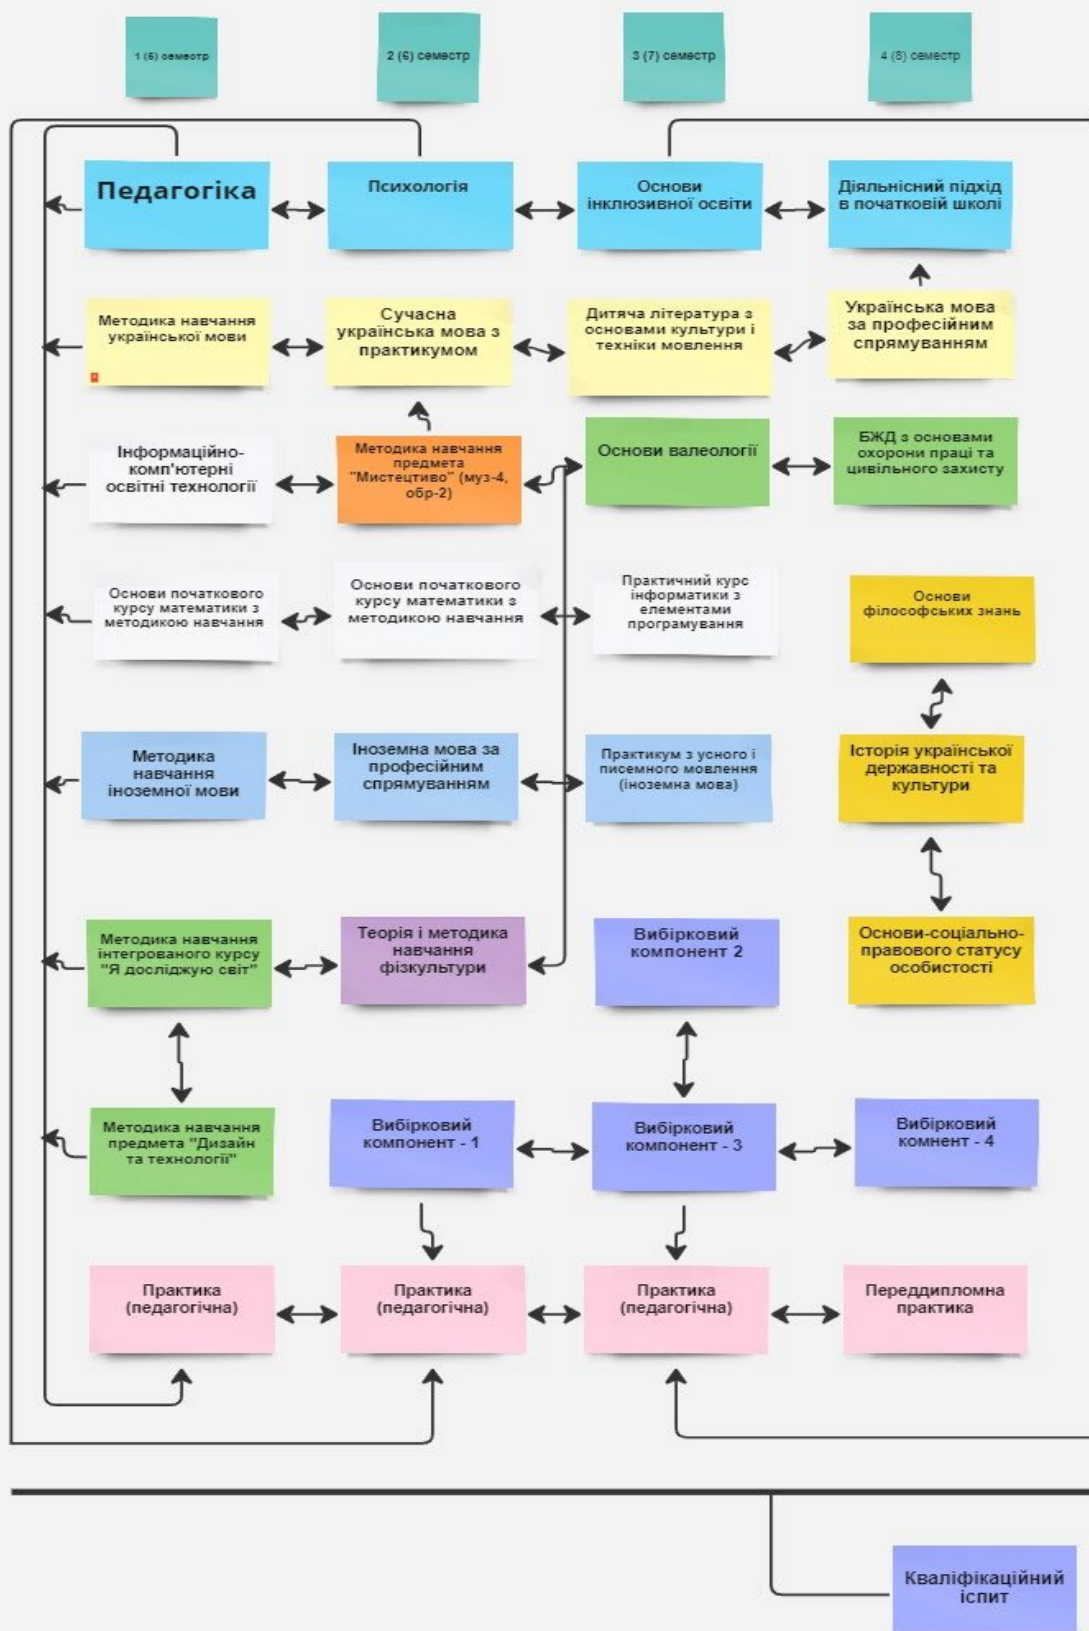 1 (5) семестр
2 (6) семестр
3 (7) семестр
4 (8) семестр
Педагогіка
Психологія
Основи
інклюзивної освіти
Діяльнісний підхід
в початковій школі
Методика навчання
української мови
Сучасна
українська мова з
практикумом
Дитяча література з
основами культури і
техніки мовлення
Українська мова
за професійним
спрямуванням
Інформаційно-
комп'ютерні
освітні технології
Методика навчання
предмета
"Мистецтиво" (муз-4,
обр-2)
Основи валеології
БЖД з основами
охорони праці та
цивільного захисту
Основи початкового
курсу математики з
методикою навчання
Основи початкового
курсу математики з
методикою навчання
Практичний курс
інформатики з
елементами
програмування
Основи
філософських знань
Методика
навчання
іноземної мови
Іноземна мова за
професійним
спрямуванням
Практикум з усного і
писемного мовлення
(іноземна мова)
Історія української
державності та
культури
Методика навчання
інтегрованого курсу
"Я досліджую світ"
Теорія і методика
навчання
фізкультури
Вибірковий
компонент 2
Основи-соціально-
правового статусу
особистості
Методика навчання
предмета "Дизайн
та технології"
Вибірковий
компонент - 1
Вибірковий
компонент - 3
Вибірковий
комнент - 4
Практика
(педагогічна)
Практика
(педагогічна)
Практика
(педагогічна)
Переддипломна
практика
Кваліфікаційний
іспит